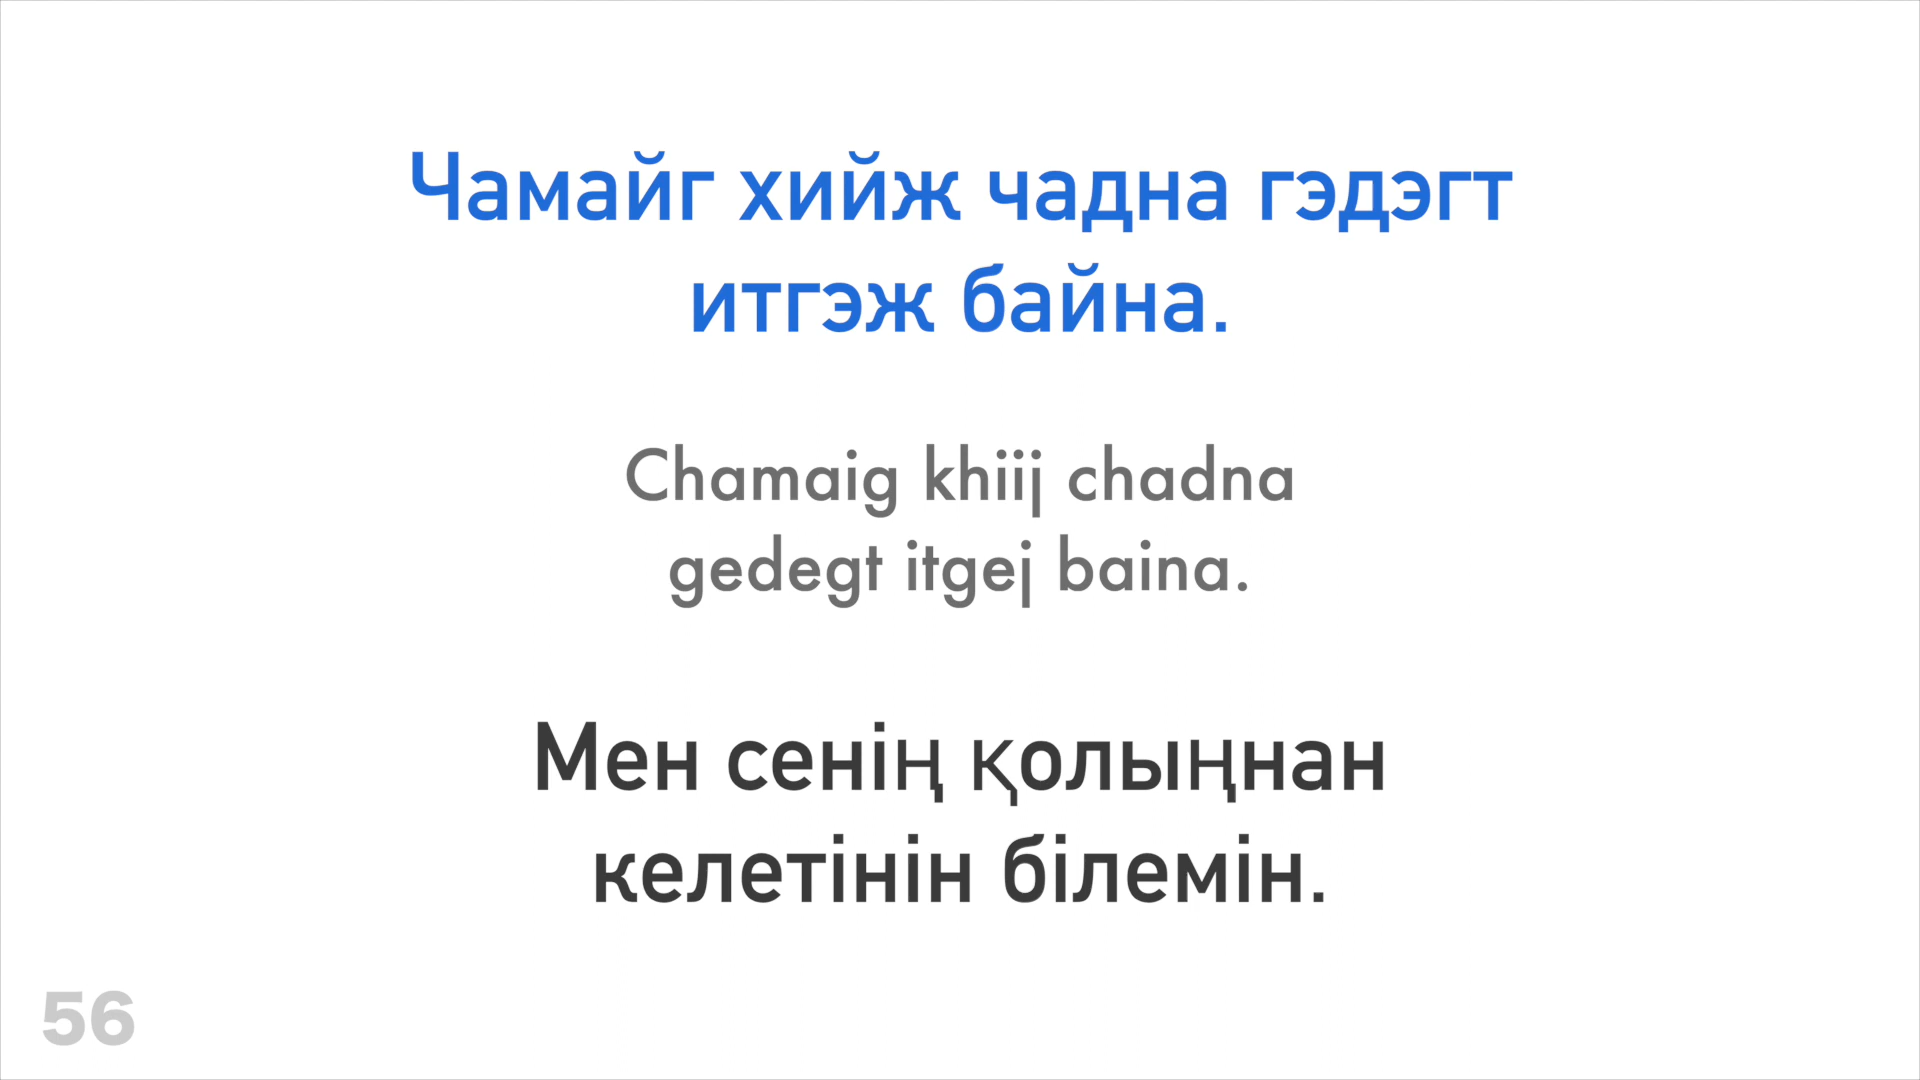 Чамайг хийж чадна гэдэгт
итгэж байна.
Chamaig khiij chadna
gedegt itgej baina.
Мен сенің қолыңнан
келетінін білемін.
56